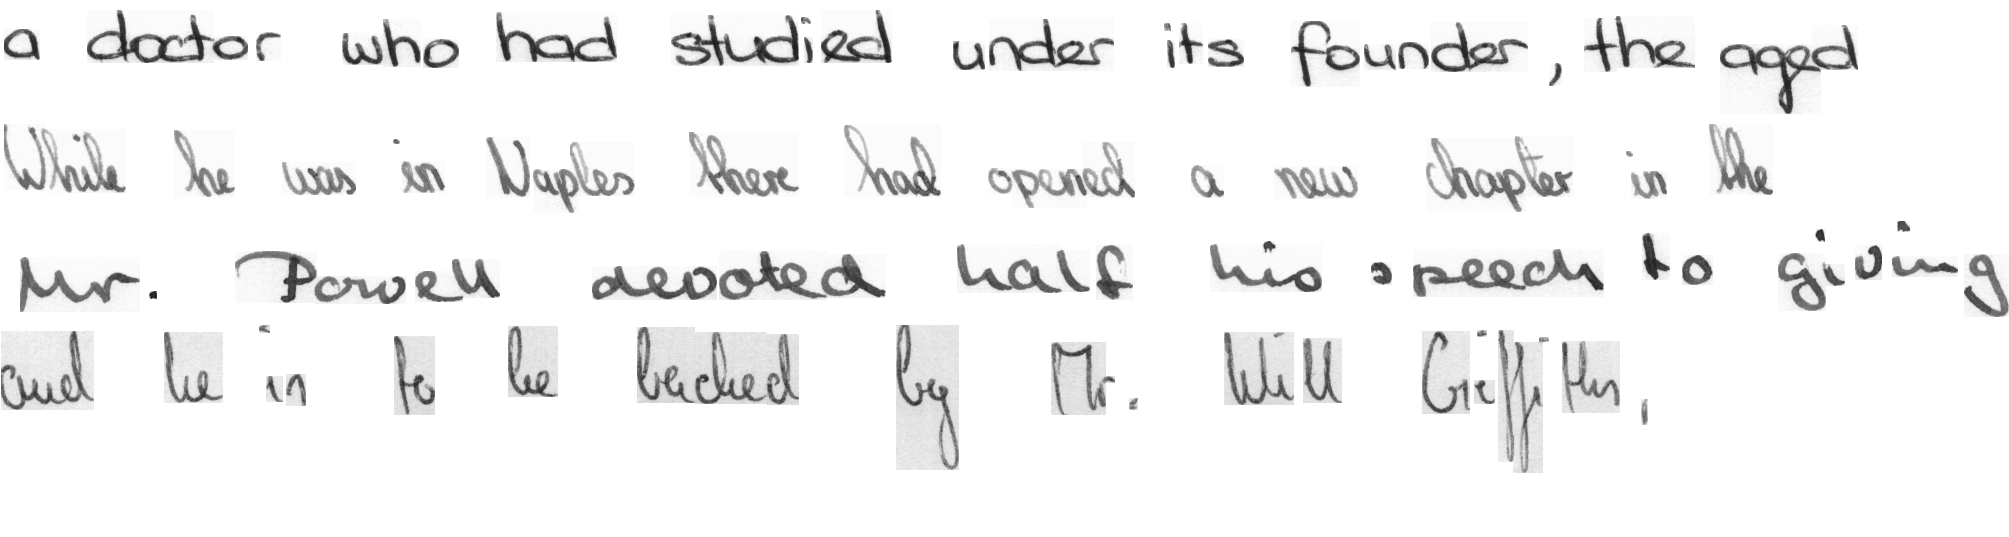 a doctor who had studied under its founder, the aged
While he was in Naples there had opened a new chapter in the
Mr. Powell devoted half his speech to giving
and he is to be backed by Mr. Will Griffiths,